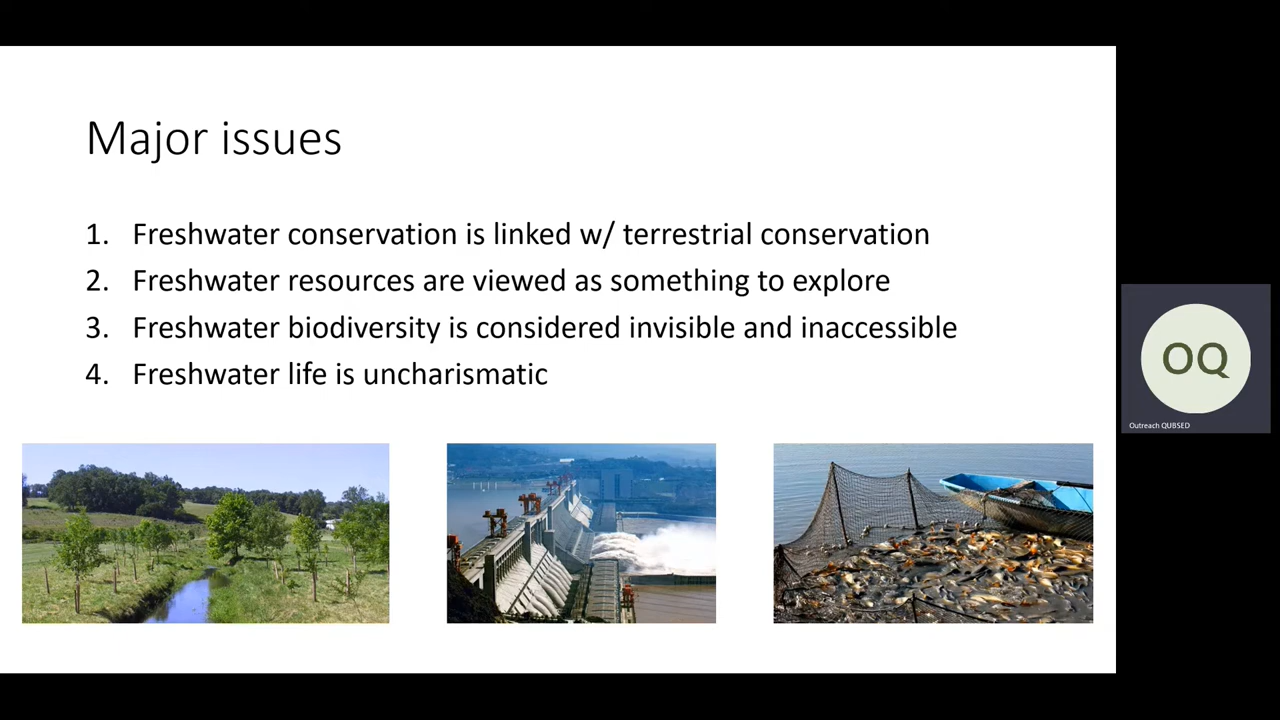 Major issues
1. Freshwater conservation is linked w/ terrestrial conservation
2. Freshwater resources are viewed as something to explore
3. Freshwater biodiversity is considered invisible and inaccessible
4. Freshwater life is uncharismatic
OQ
Outreach QUBSED